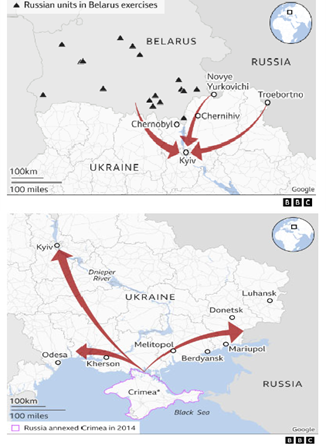 ▲ Russian units in Belarus exercises
BELARUS
RUSSIA
Novye
Yurkovichi
Troebortno
Chernobyl
Chernihiv
Kyiv
UKRAINE
100km
100 miles
Google
BBC
Kyiv
Dnieper
River
UKRAINE
Luhansk
Donetsk
Odesa
Kherson
Melitopol
Berdyansk
Mariupol
Crimea*
RUSSIA
Black Sea
100km
100 miles
Google
Russia annexed Crimea in 2014
BBC